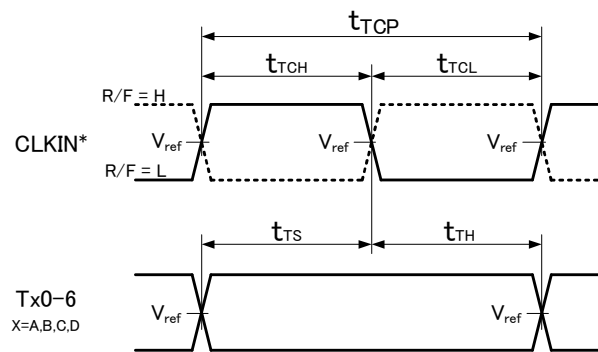 tTCP
tTCH tTCL
R/F = H
CLKIN* Vref Vref Vref
R/F = L
tTS tTH
Tx0-6 Vref Vref
X=A,B,C,D